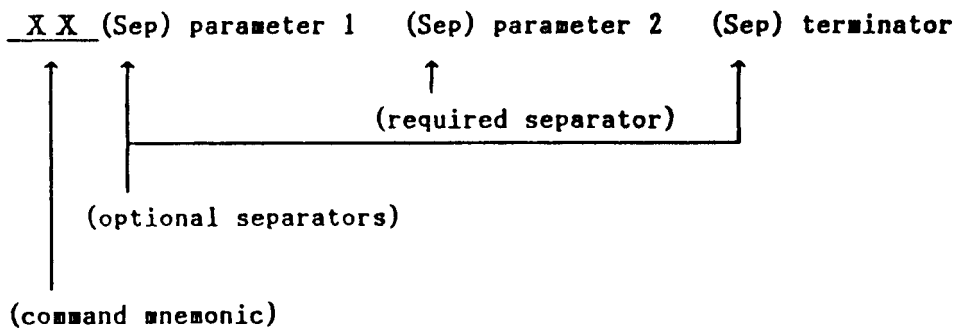 X X (Sep) parameter 1 (Sep) parameter 2 (Sep) terminator
(required separator)
(optional separators)
(command mnemonic)